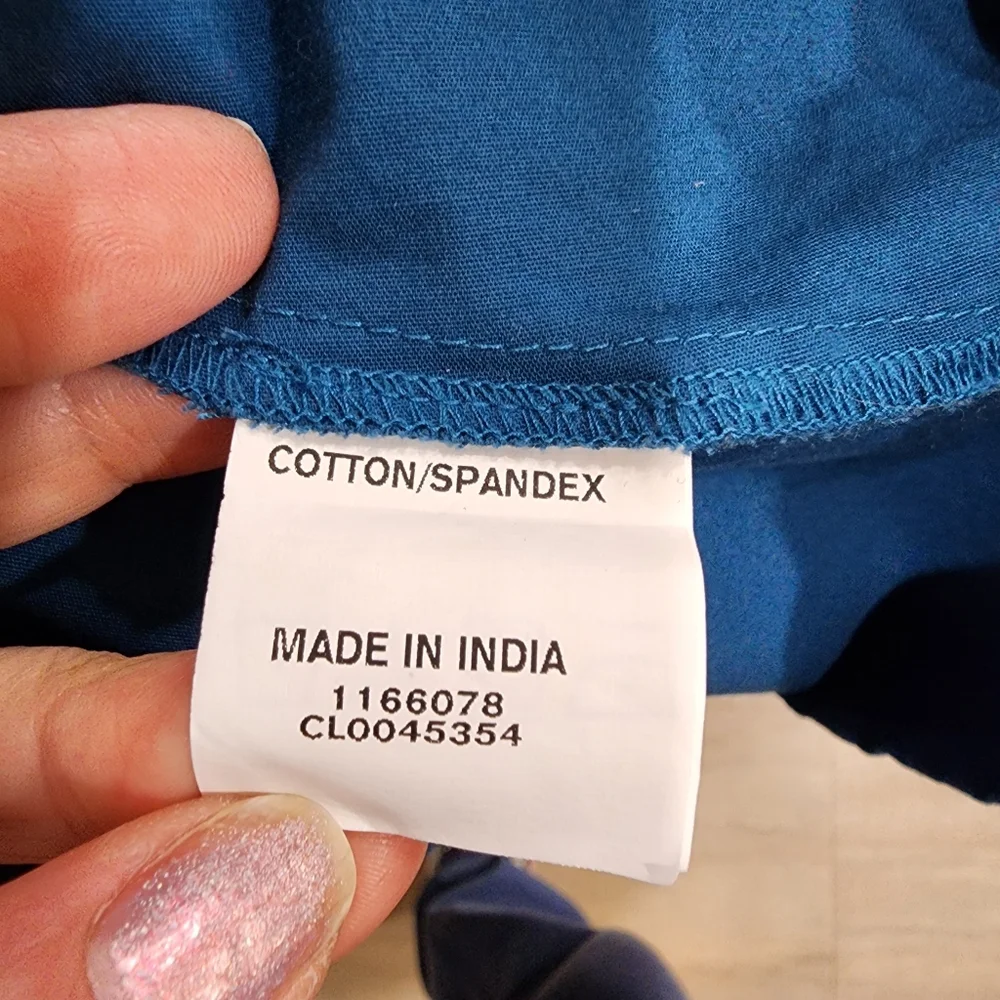 COTTON/SPANDEX
MADE IN INDIA
1166078
CL0045354